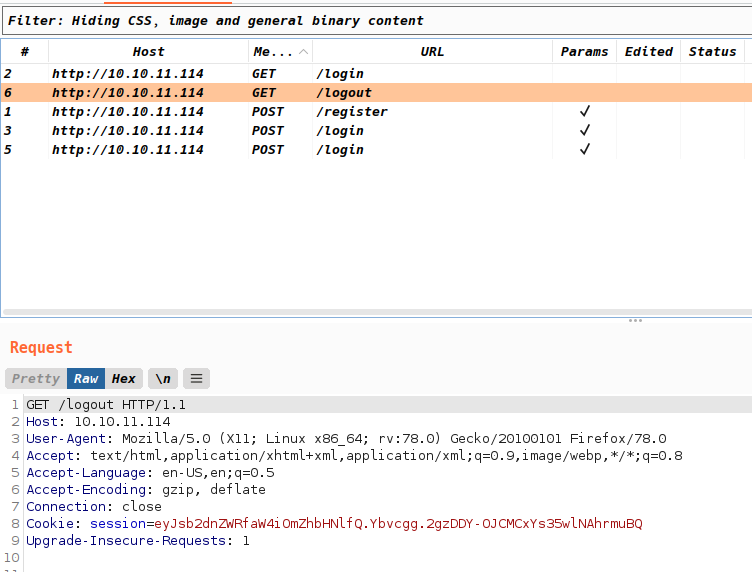 Filter: Hiding CSS, image and general binary content
# Host Me... URL Params Edited Status
2 http://10.10.11.114 GET /login
6 http://10.10.11.114 GET /logout
1 http://10.10.11.114 POST /register ✓
3 http://10.10.11.114 POST /login ✓
5 http://10.10.11.114 POST /login ✓
Request
Pretty Raw Hex \n
1 GET /logout HTTP/1.1
2 Host: 10.10.11.114
3 User-Agent: Mozilla/5.0 (X11; Linux x86_64; rv:78.0) Gecko/20100101 Firefox/78.0
4 Accept: text/html,application/xhtml+xml,application/xml;q=0.9,image/webp,*/*;q=0.8
5 Accept-Language: en-US,en;q=0.5
6 Accept-Encoding: gzip, deflate
7 Connection: close
8 Cookie: session=eyJsb2dnZWRfaW4iOmZhbHNlfQ.Ybvcgg.2gzDDY-OJCMCxYs35wlNAhrmuBQ
9 Upgrade-Insecure-Requests: 1
10